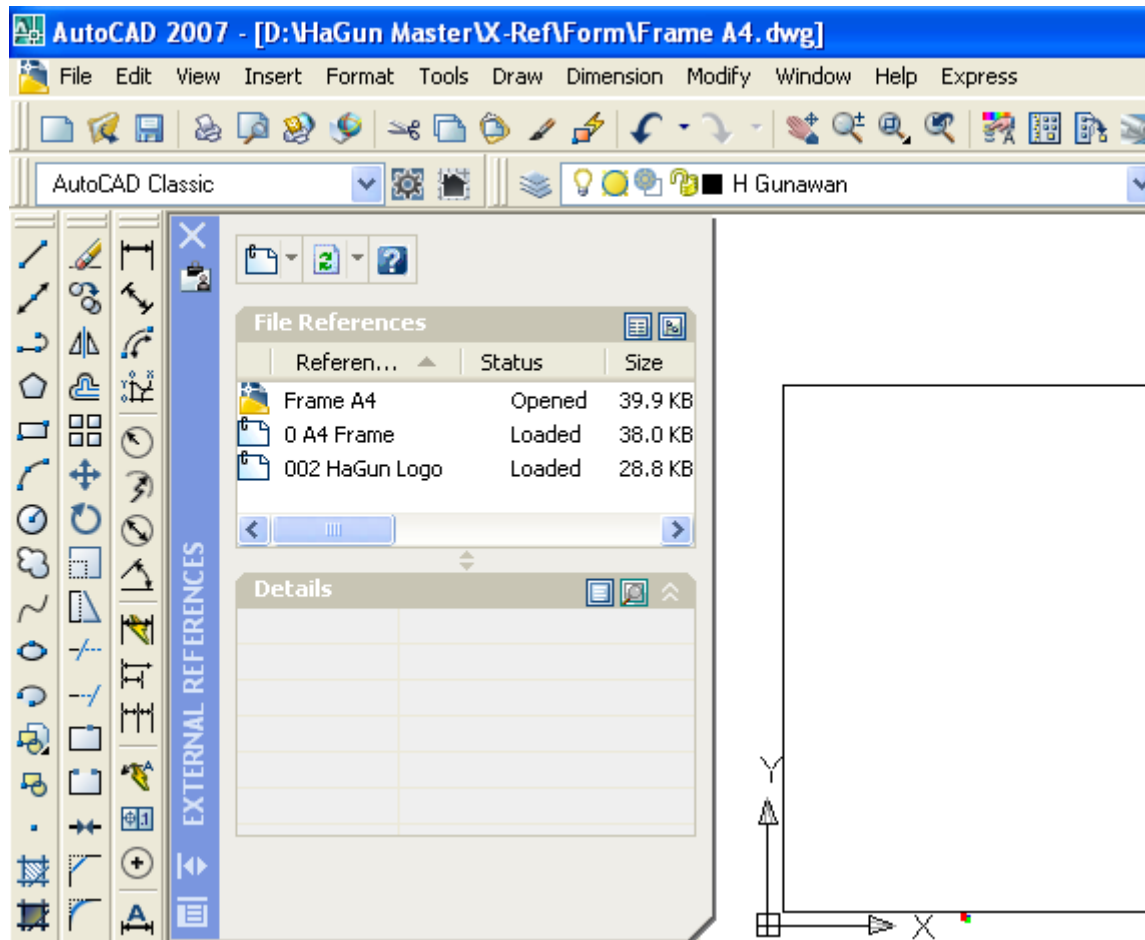 AutoCAD 2007 - [D:\HaGun Master\X-Ref\Form\Frame A4.dwg]
File Edit View Insert Format Tools Draw Dimension Modify Window Help Express
AutoCAD Classic H Gunawan
File References
Referen... Status Size
Frame A4 Opened 39.9 KB
0 A4 Frame Loaded 38.0 KB
002 HaGun Logo Loaded 28.8 KB
Details
EXTERNAL REFERENCES
Y
X